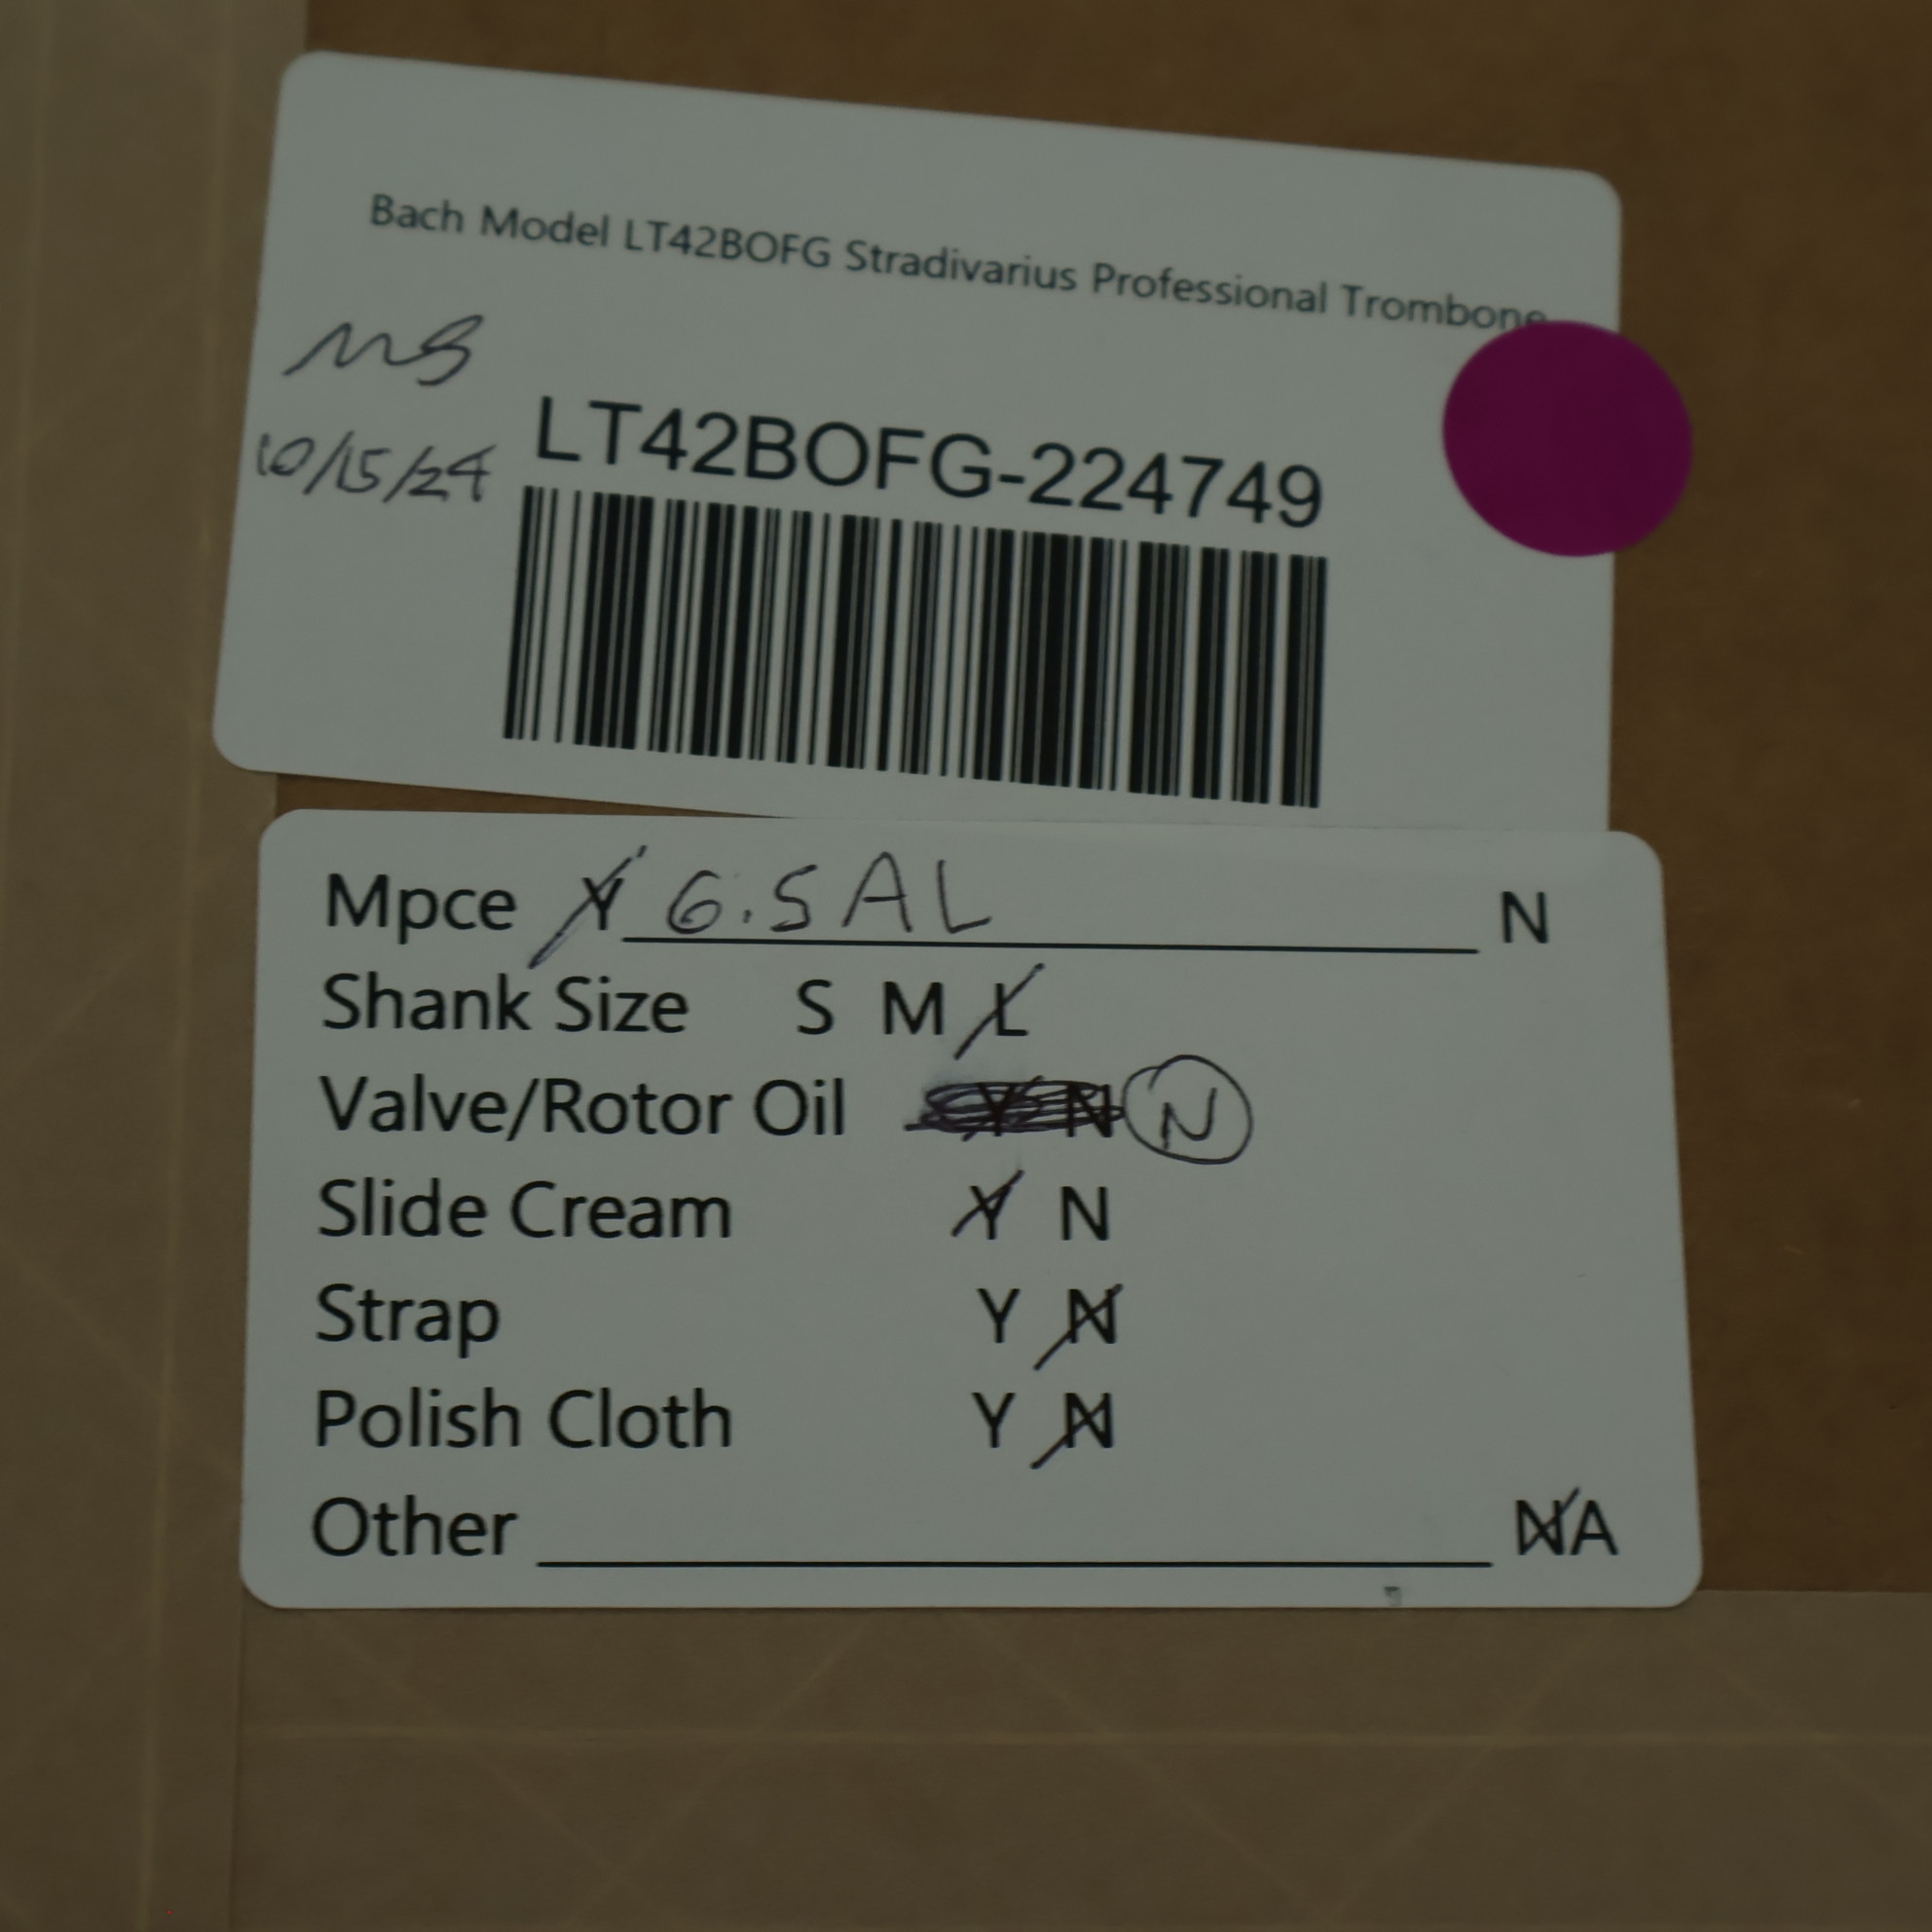 Bach Model LT42BOFG Stradivarius Professional Trombone
MB
10/15/24
LT42BOFG-224749
Mpce Y 6.5AL N
Shank Size S M L
Valve/Rotor Oil Y N N
Slide Cream Y N
Strap Y N
Polish Cloth Y N
Other NA